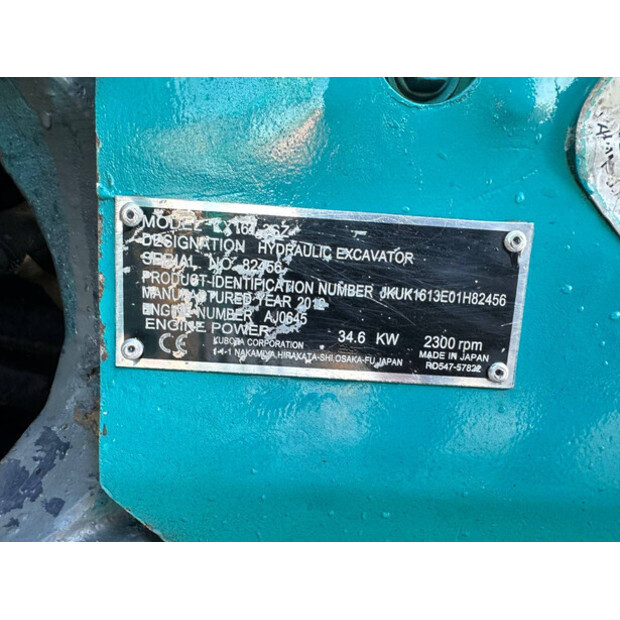 MODEL
DESIGNATION HYDRAULIC EXCAVATOR
SERIAL NO. 82456
PRODUCT-IDENTIFICATION NUMBER JKUK1613E01H82456
MANUFACTURED YEAR
ENGINE NUMBER AJ0645
ENGINE POWER 34.6 KW 2300 rpm
CE KUBOTA CORPORATION MADE IN JAPAN
1-1-1 NAKAMIYA,HIRAKATA-SHI,OSAKA-FU,JAPAN RD547-57822